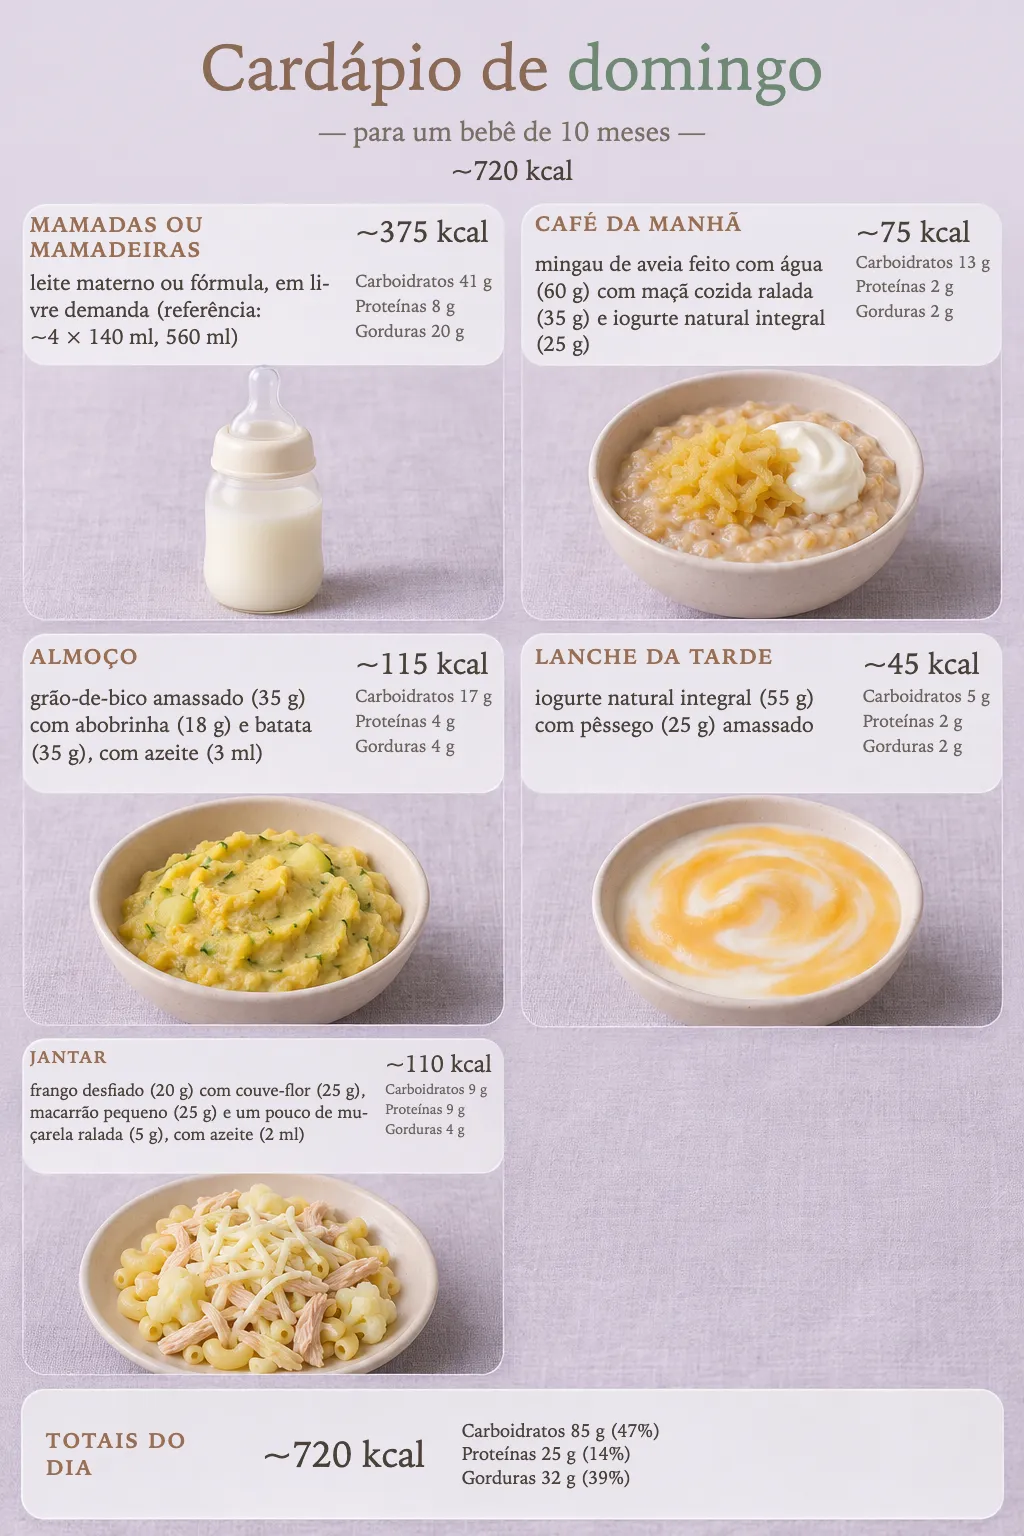 Cardápio de domingo
— para um bebê de 10 meses —
~720 kcal
MAMADAS OU
MAMADEIRAS
leite materno ou fórmula, em li-
vre demanda (referência:
~4 × 140 ml, 560 ml)
~375 kcal
Carboidratos 41 g
Proteínas 8 g
Gorduras 20 g
CAFÉ DA MANHÃ
mingau de aveia feito com água
(60 g) com maçã cozida ralada
(35 g) e iogurte natural integral
(25 g)
~75 kcal
Carboidratos 13 g
Proteínas 2 g
Gorduras 2 g
ALMOÇO
grão-de-bico amassado (35 g)
com abobrinha (18 g) e batata
(35 g), com azeite (3 ml)
~115 kcal
Carboidratos 17 g
Proteínas 4 g
Gorduras 4 g
LANCHE DA TARDE
iogurte natural integral (55 g)
com pêssego (25 g) amassado
~45 kcal
Carboidratos 5 g
Proteínas 2 g
Gorduras 2 g
JANTAR
frango desfiado (20 g) com couve-flor (25 g),
macarrão pequeno (25 g) e um pouco de mu-
çarela ralada (5 g), com azeite (2 ml)
~110 kcal
Carboidratos 9 g
Proteínas 9 g
Gorduras 4 g
TOTAIS DO
DIA
~720 kcal
Carboidratos 85 g (47%)
Proteínas 25 g (14%)
Gorduras 32 g (39%)